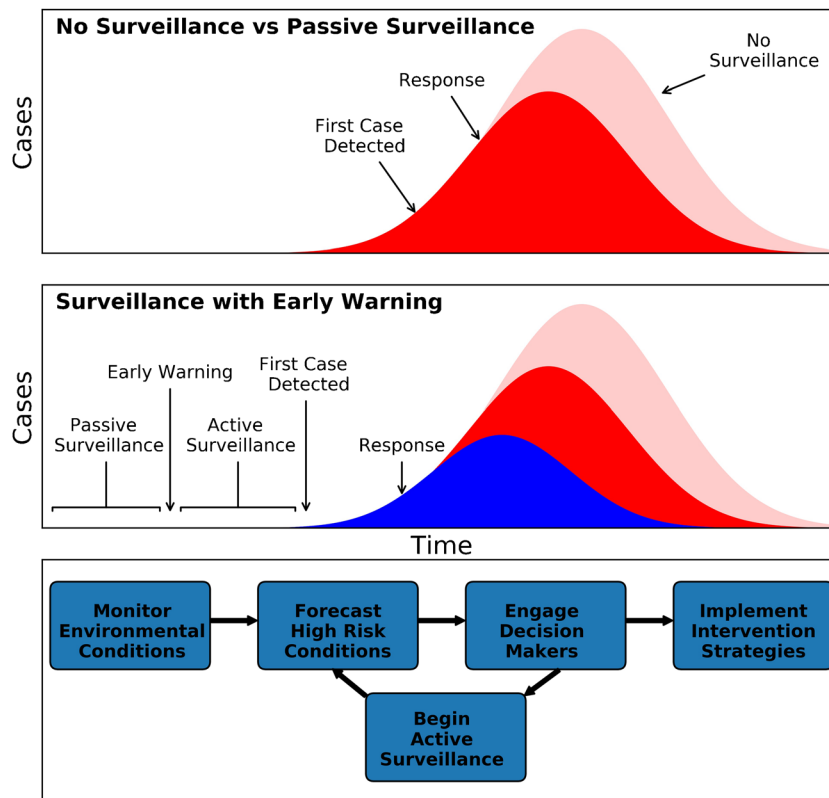 No Surveillance vs Passive Surveillance
No
Surveillance
Response
First Case
Detected
Cases
Surveillance with Early Warning
First Case
Detected
Early Warning
Passive
Surveillance
Active
Surveillance
Response
Cases
Time
Monitor
Environmental
Conditions
Forecast
High Risk
Conditions
Engage
Decision
Makers
Implement
Intervention
Strategies
Begin
Active
Surveillance